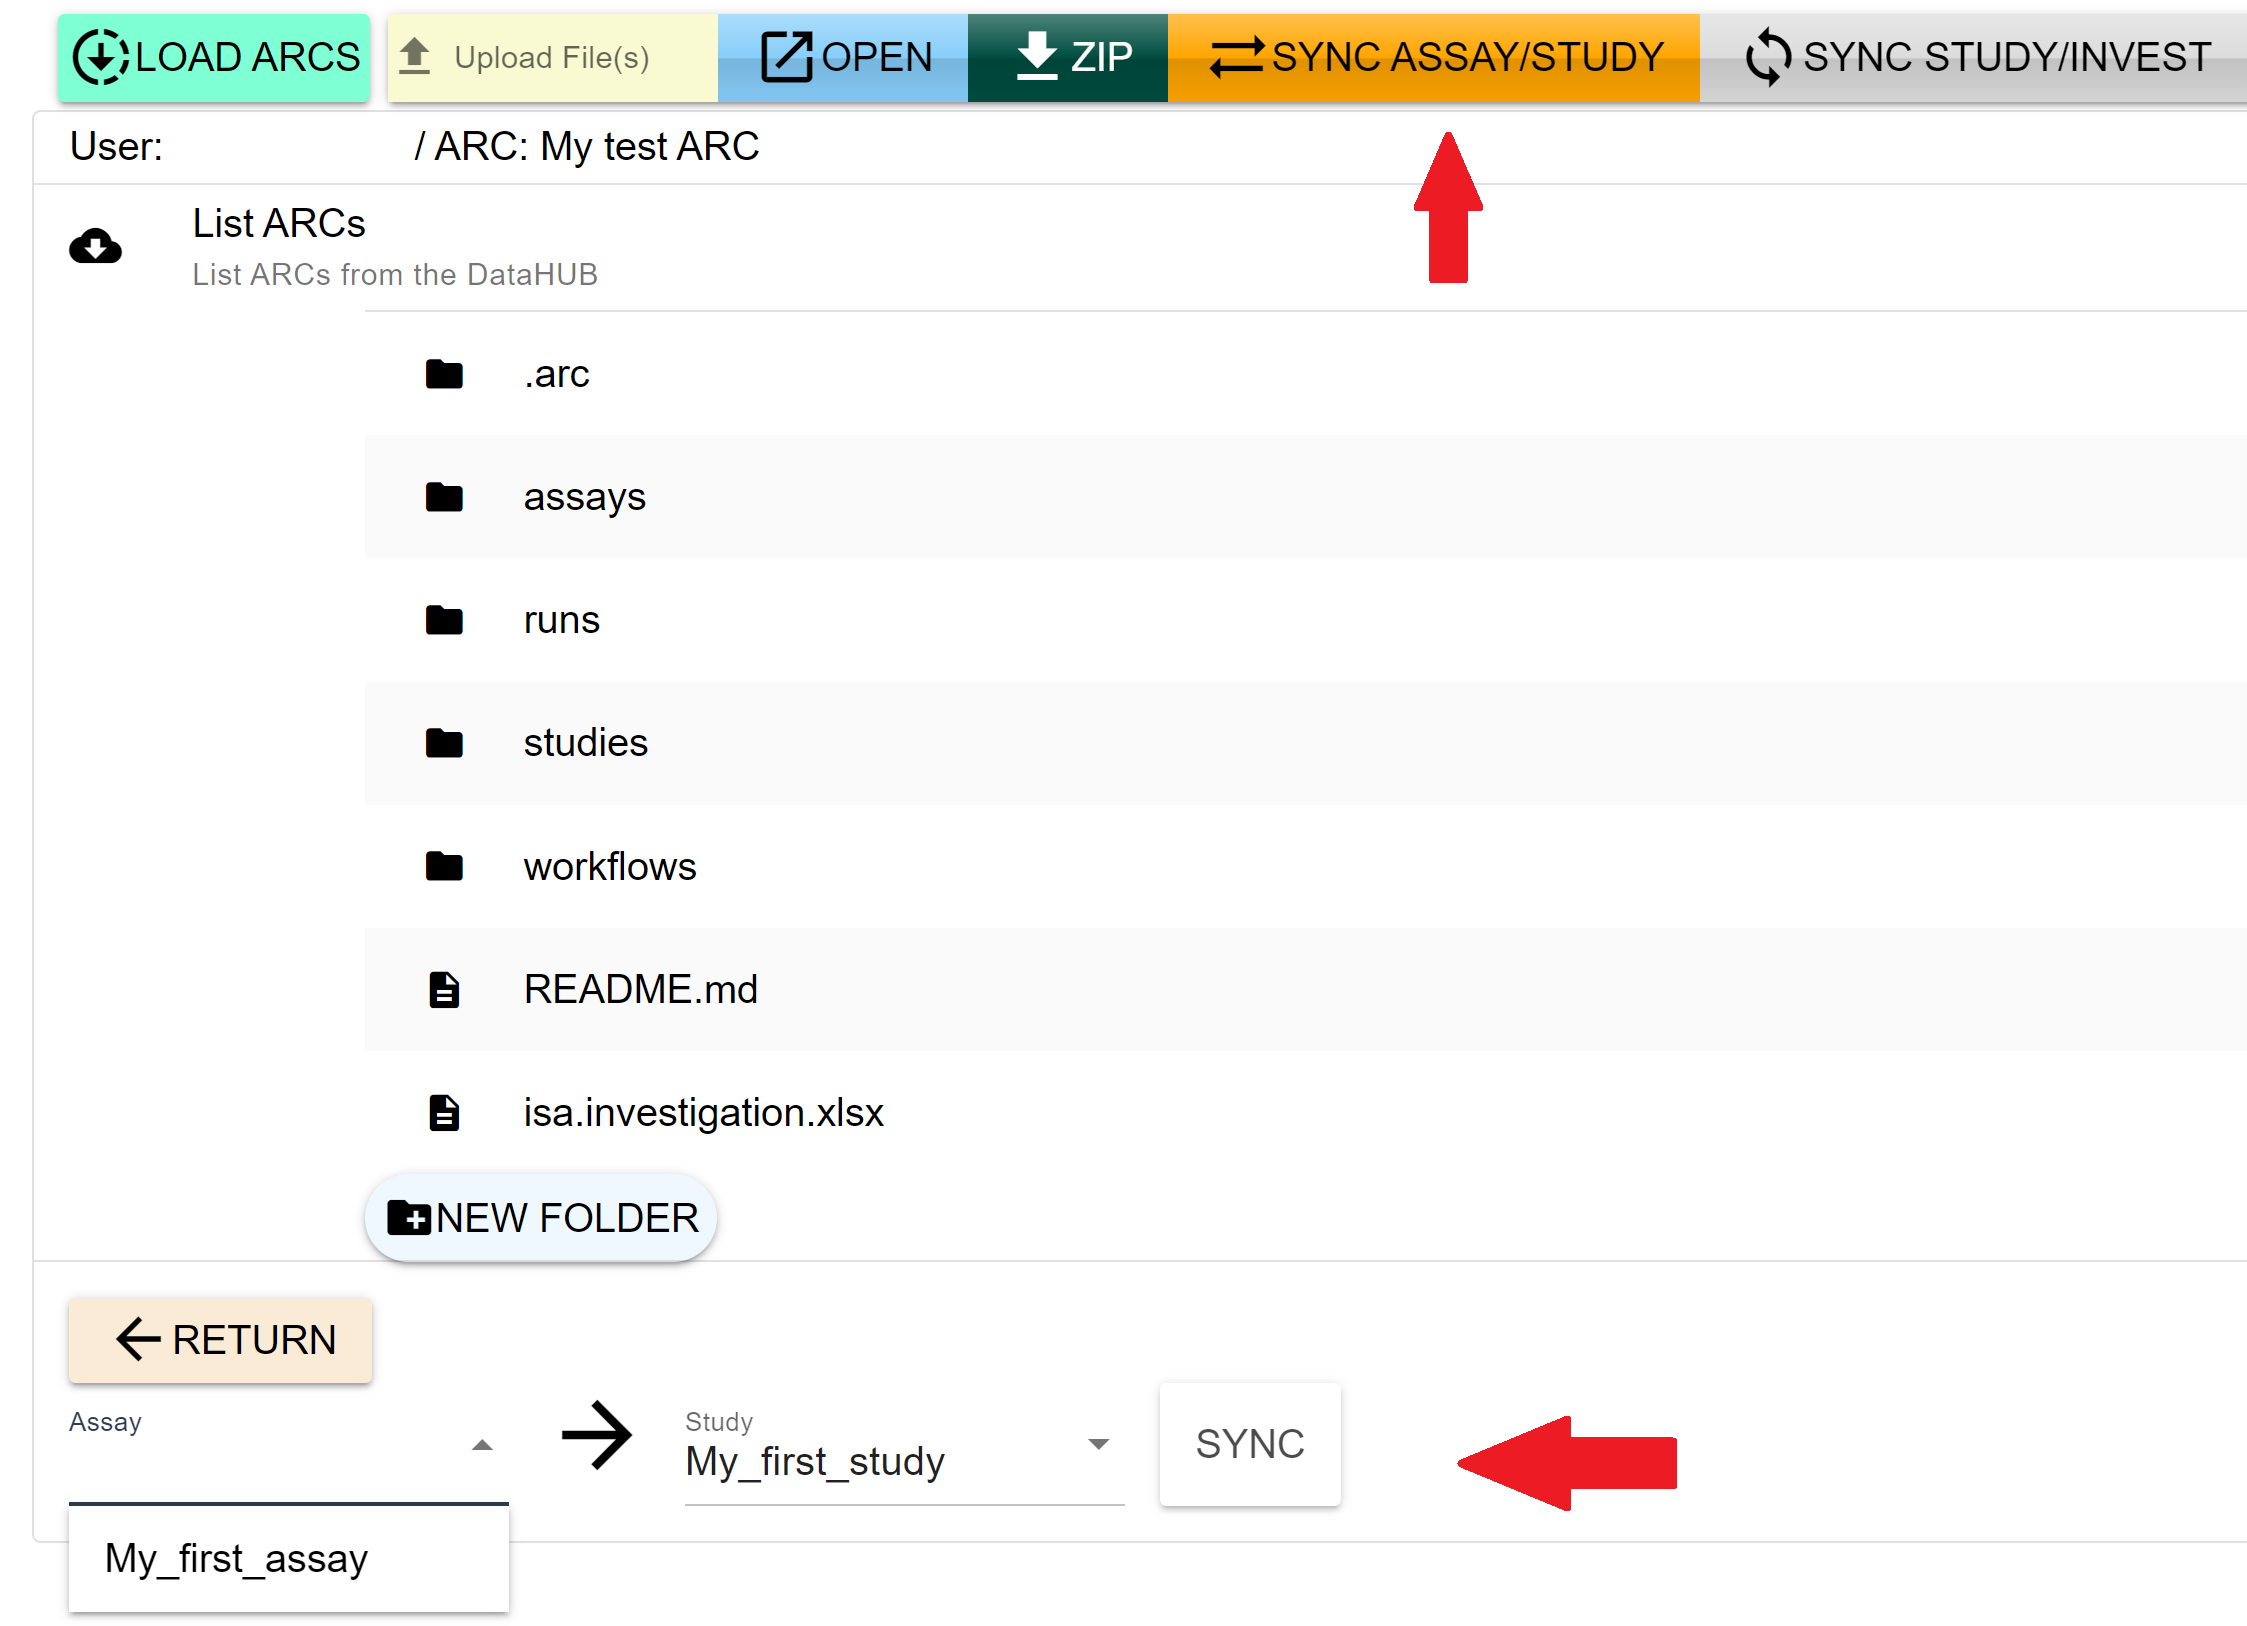 LOAD ARCS Upload File(s) OPEN ZIP SYNC ASSAY/STUDY SYNC STUDY/INVEST
User: / ARC: My test ARC
List ARCs
List ARCs from the DataHUB
.arc
assays
runs
studies
workflows
README.md
isa.investigation.xlsx
NEW FOLDER
RETURN
Assay Study
My_first_study SYNC
My_first_assay